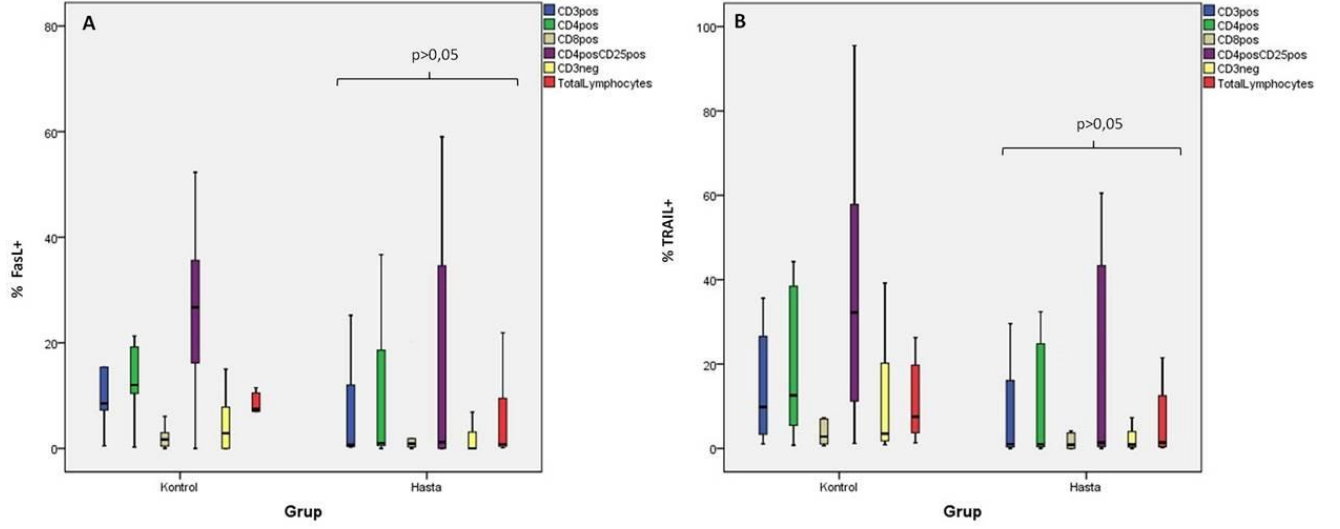 A
p>0,05
CD3pos
CD4pos
CD8pos
CD4posCD25pos
CD3neg
TotalLymphocytes
% FasL+
80
60
40
20
0
Kontrol
Hasta
Grup
B
p>0,05
CD3pos
CD4pos
CD8pos
CD4posCD25pos
CD3neg
TotalLymphocytes
% TRAIL+
100
80
60
40
20
0
Kontrol
Hasta
Grup